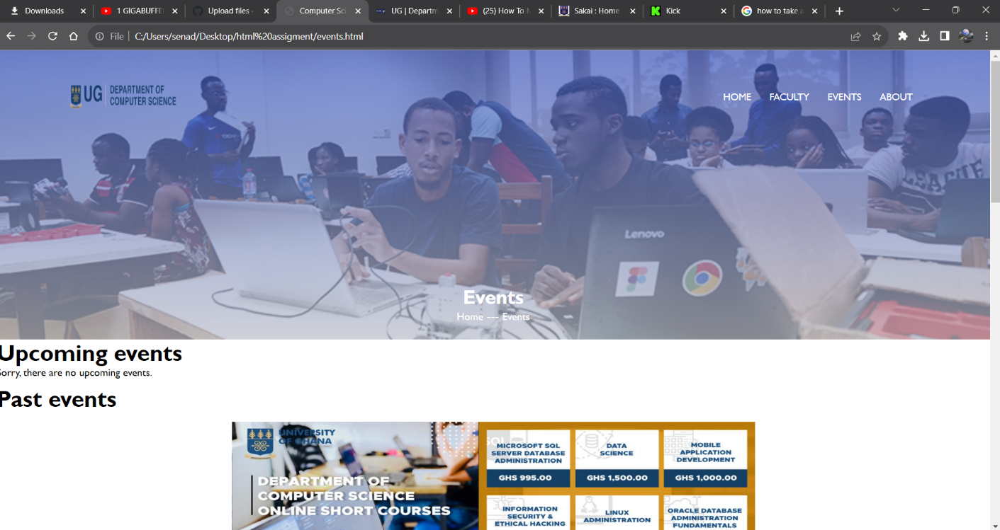 Downloads
1 GIGABUFFE
Upload files ·
Computer Sci
UG | Departm
(25) How To M
Sakai : Home
Kick
how to take a
File
C:/Users/senad/Desktop/html%20assigment/events.html
UG DEPARTMENT OF
COMPUTER SCIENCE
HOME FACULTY EVENTS ABOUT
LEAGUE
Lenovo
Events
Home --- Events
Upcoming events
Sorry, there are no upcoming events.
Past events
UNIVERSITY
OF GHANA
DEPARTMENT OF
COMPUTER SCIENCE
ONLINE SHORT COURSES
SQL
MICROSOFT SQL
SERVER DATABASE
ADMINISTRATION
GHS 995.00
DATA
SCIENCE
GHS 1,500.00
MOBILE
APPLICATION
DEVELOPMENT
GHS 1,000.00
INFORMATION
SECURITY &
ETHICAL HACKING
LINUX
ADMINISTRATION
ORACLE DATABASE
ADMINISTRATION
FUNDAMENTALS